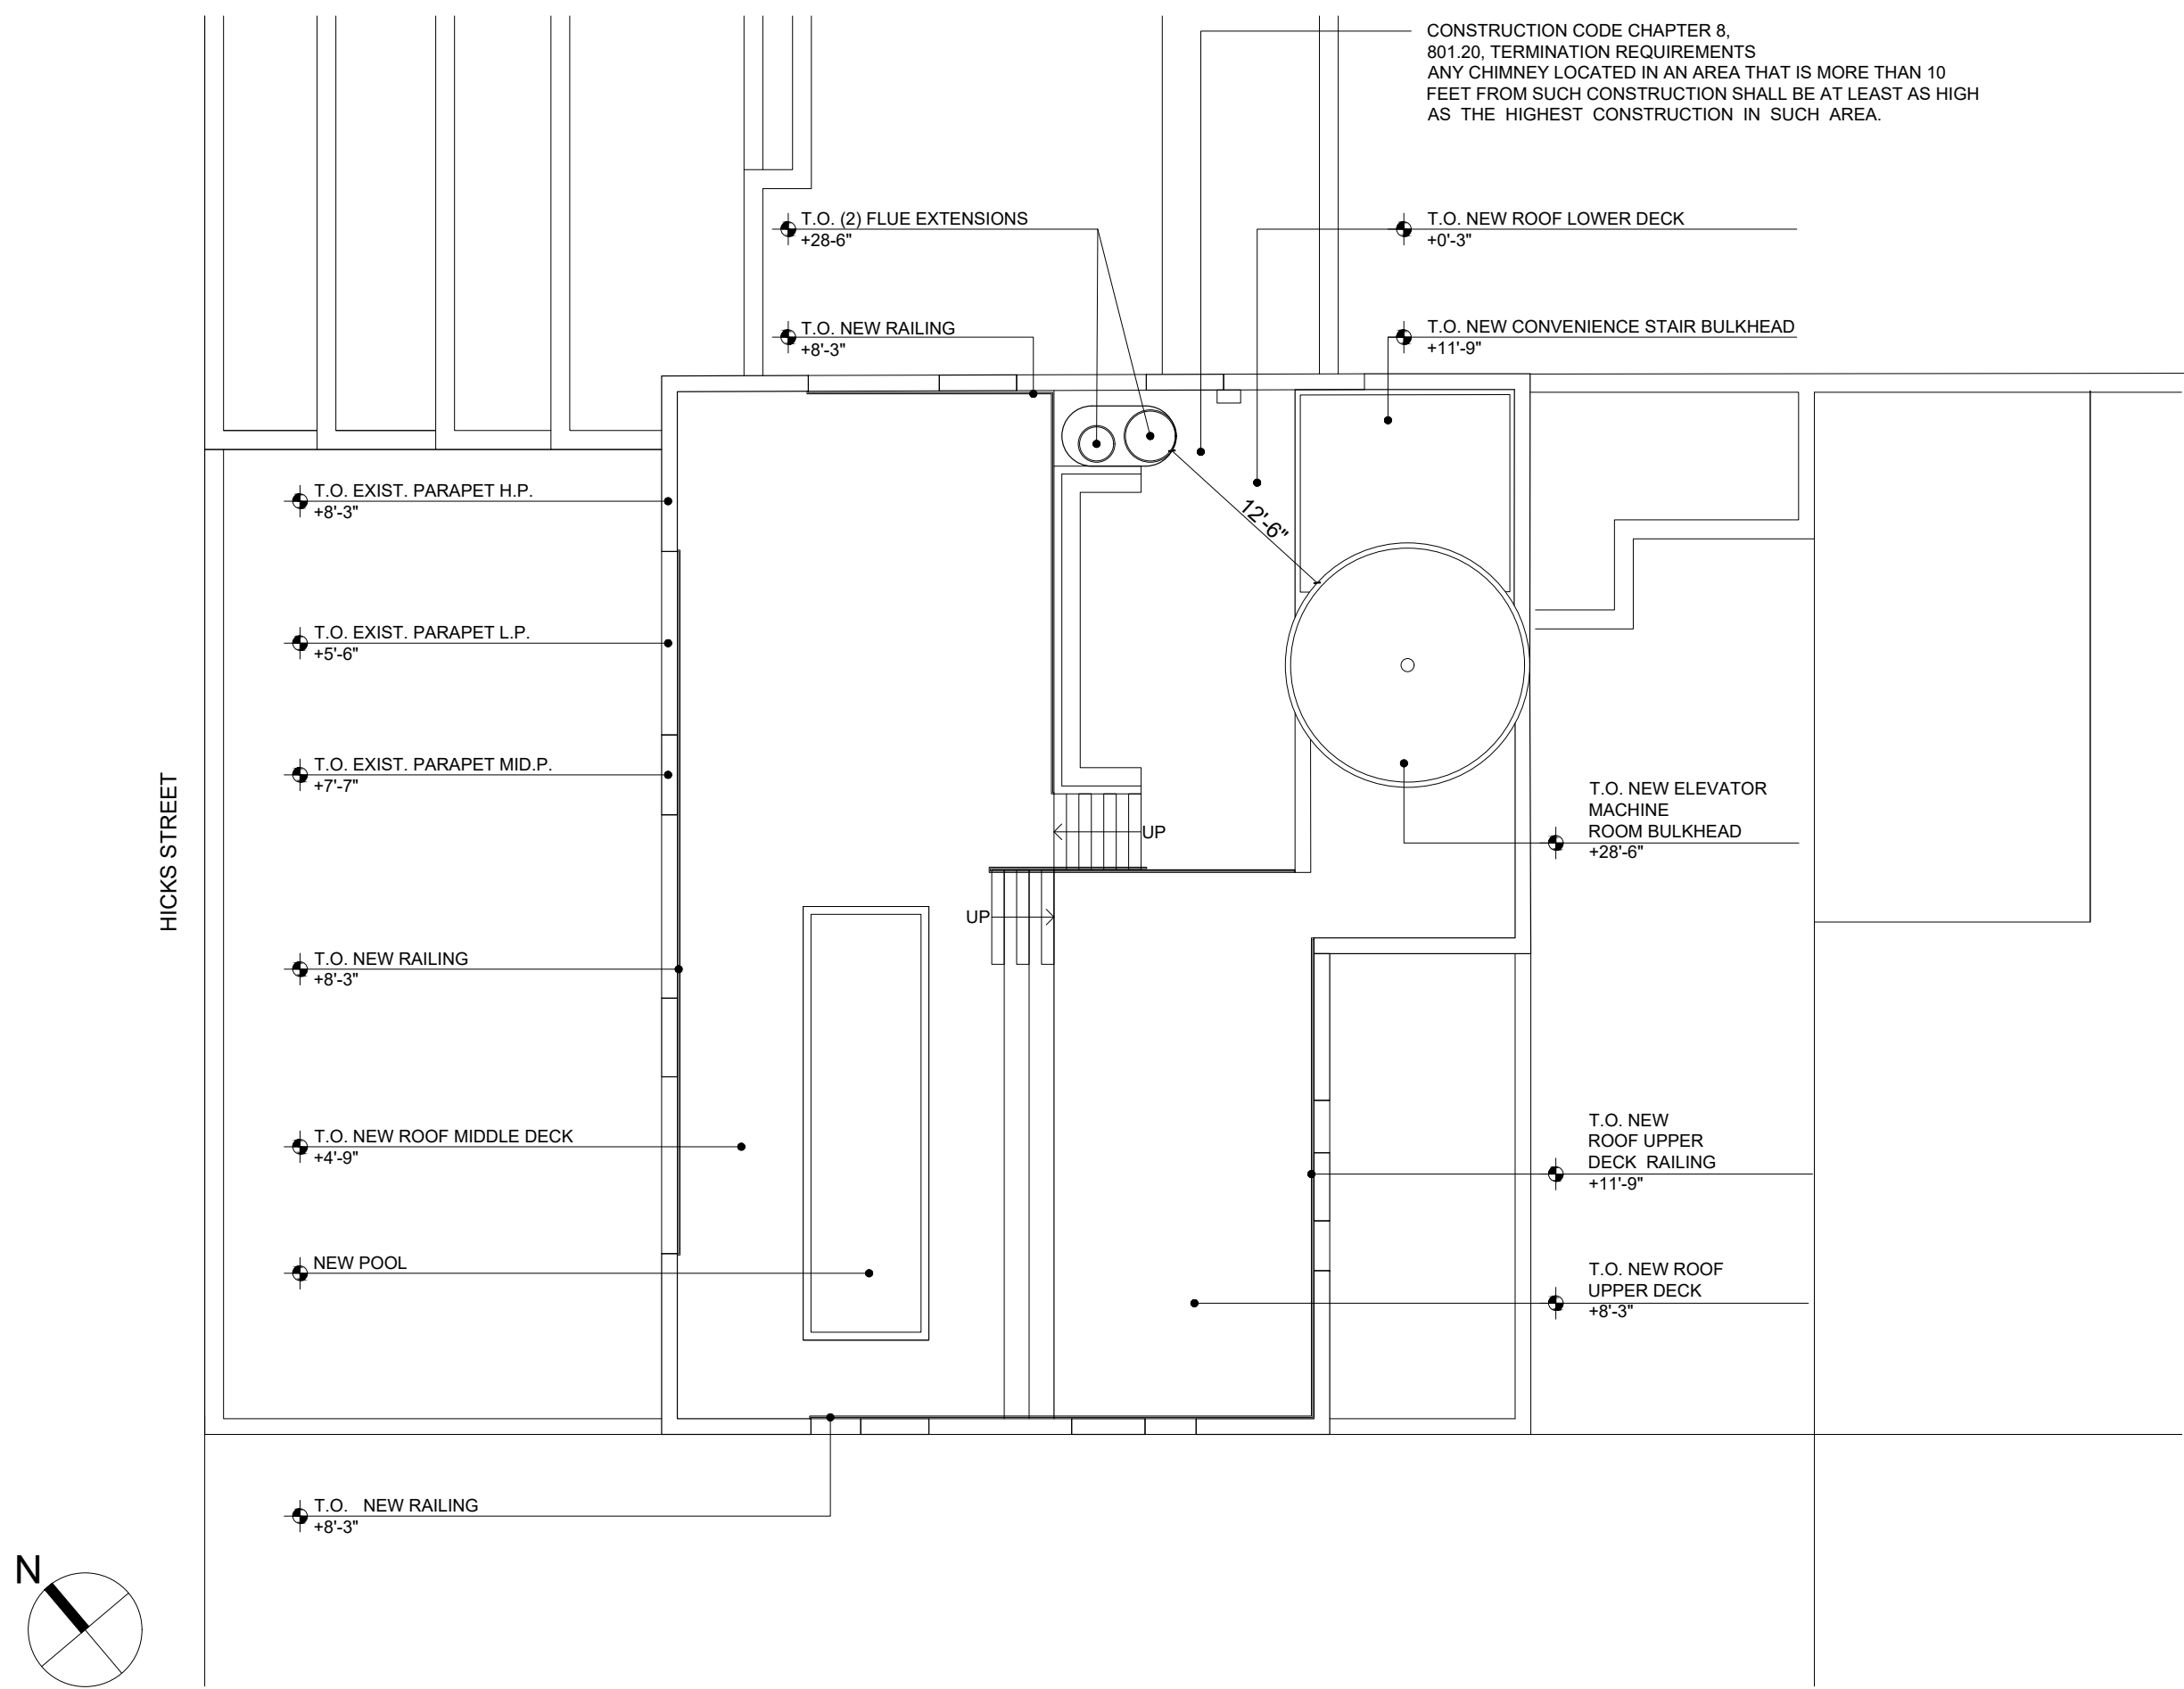 CONSTRUCTION CODE CHAPTER 8,
801.20, TERMINATION REQUIREMENTS
ANY CHIMNEY LOCATED IN AN AREA THAT IS MORE THAN 10
FEET FROM SUCH CONSTRUCTION SHALL BE AT LEAST AS HIGH
AS THE HIGHEST CONSTRUCTION IN SUCH AREA.
T.O. (2) FLUE EXTENSIONS
+28-6"
T.O. NEW ROOF LOWER DECK
+0'-3"
T.O. NEW RAILING
+8'-3"
T.O. NEW CONVENIENCE STAIR BULKHEAD
+11'-9"
T.O. EXIST. PARAPET H.P.
+8'-3"
12'-6"
T.O. EXIST. PARAPET L.P.
+5'-6"
T.O. EXIST. PARAPET MID.P.
+7'-7"
HICKS STREET
T.O. NEW ELEVATOR
MACHINE
ROOM BULKHEAD
+28'-6"
UP
UP
T.O. NEW RAILING
+8'-3"
T.O. NEW ROOF MIDDLE DECK
+4'-9"
T.O. NEW
ROOF UPPER
DECK RAILING
+11'-9"
NEW POOL
T.O. NEW ROOF
UPPER DECK
+8'-3"
T.O. NEW RAILING
+8'-3"
N